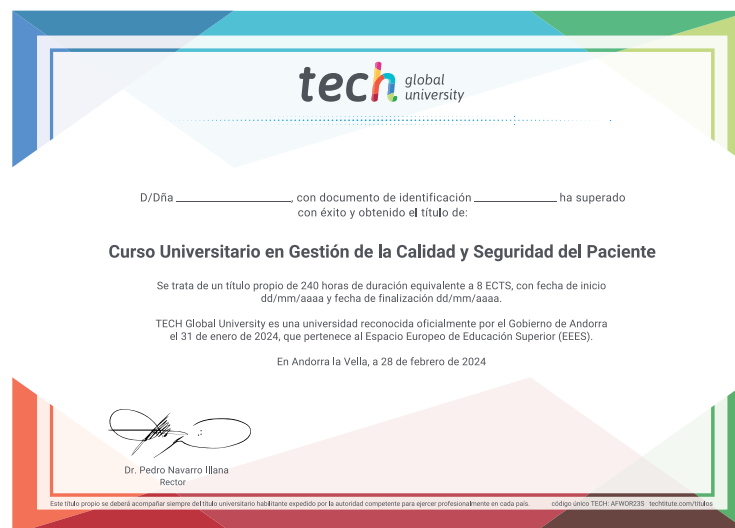 tech global
university
D/Dña ____________, con documento de identificación ____________ ha superado
con éxito y obtenido el título de:
Curso Universitario en Gestión de la Calidad y Seguridad del Paciente
Se trata de un título propio de 240 horas de duración equivalente a 8 ECTS, con fecha de inicio
dd/mm/aaaa y fecha de finalización dd/mm/aaaa.
TECH Global University es una universidad reconocida oficialmente por el Gobierno de Andorra
el 31 de enero de 2024, que pertenece al Espacio Europeo de Educación Superior (EEES).
En Andorra la Vella, a 28 de febrero de 2024
Dr. Pedro Navarro Illana
Rector
Este título propio se deberá acompañar siempre del título universitario habilitante expedido por la autoridad competente para ejercer profesionalmente en cada país. código único TECH: AFWOR23S techtitute.com/titulos